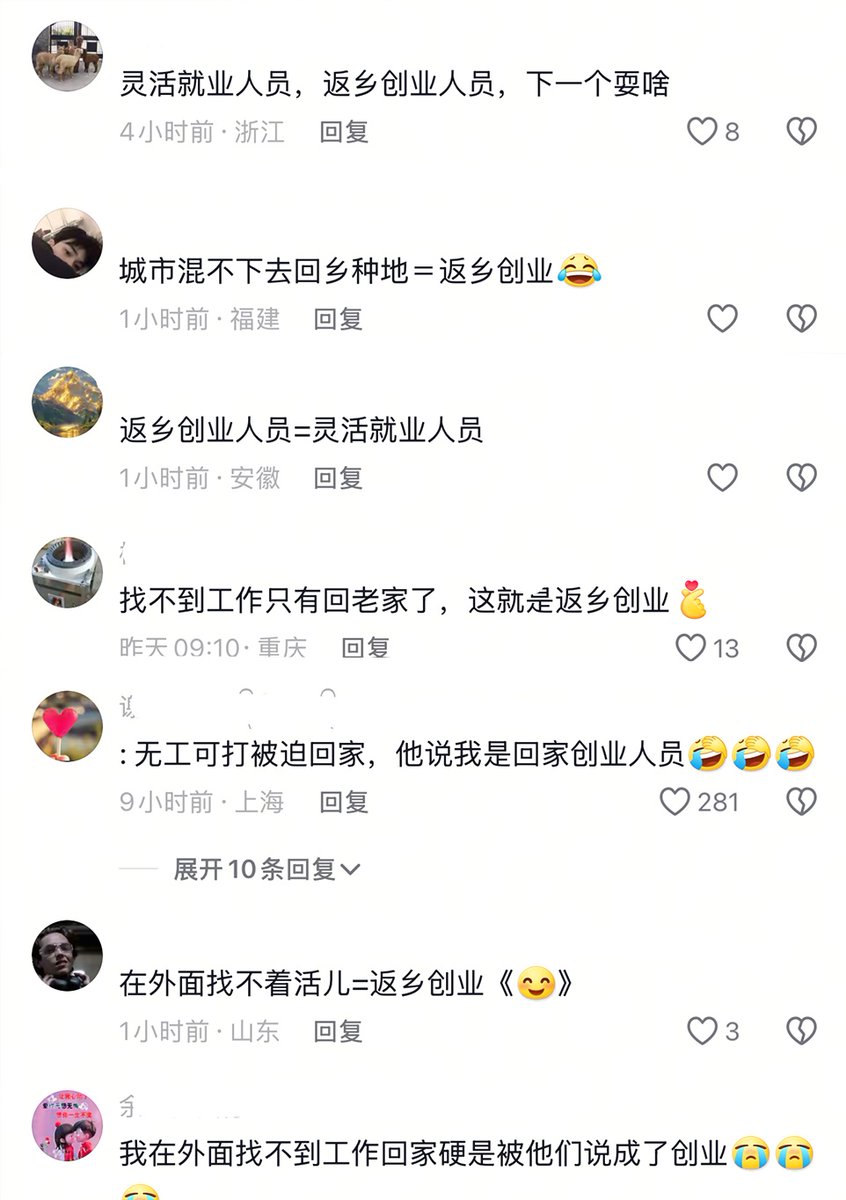 灵活就业人员，返乡创业人员，下一个耍啥
4小时前·浙江 回复 8
城市混不下去回乡种地＝返乡创业😂
1小时前·福建 回复
返乡创业人员=灵活就业人员
1小时前·安徽 回复
找不到工作只有回老家了，这就是返乡创业🫰
昨天 09:10·重庆 回复 13
: 无工可打被迫回家，他说我是回家创业人员🤣🤣🤣
9小时前·上海 回复 281
展开10条回复
在外面找不着活儿=返乡创业《😊》
1小时前·山东 回复 3
我在外面找不到工作回家硬是被他们说成了创业😭😭
😭